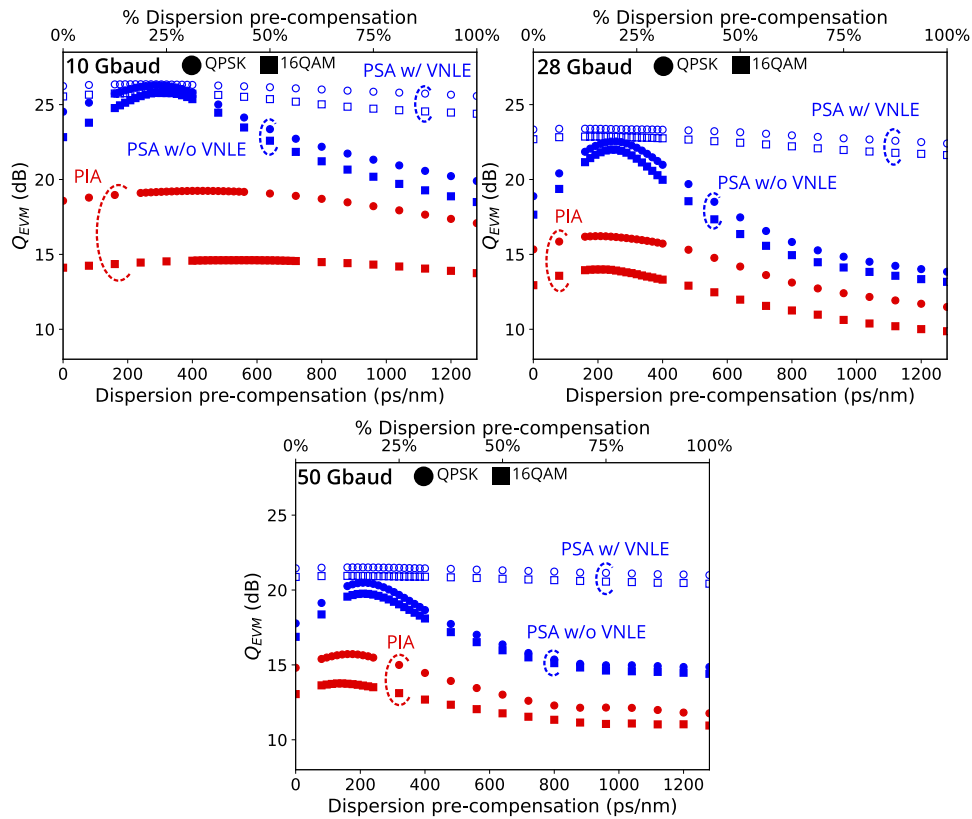 % Dispersion pre-compensation
0% 25% 50% 75% 100%
10 Gbaud QPSK 16QAM
PSA w/ VNLE
PSA w/o VNLE
PIA
Q_EVM (dB)
25
20
15
10
0 200 400 600 800 1000 1200
Dispersion pre-compensation (ps/nm)
% Dispersion pre-compensation
0% 25% 50% 75% 100%
28 Gbaud QPSK 16QAM
PSA w/ VNLE
PSA w/o VNLE
PIA
25
20
15
10
0 200 400 600 800 1000 1200
Dispersion pre-compensation (ps/nm)
% Dispersion pre-compensation
0% 25% 50% 75% 100%
50 Gbaud QPSK 16QAM
PSA w/ VNLE
PSA w/o VNLE
PIA
Q_EVM (dB)
25
20
15
10
0 200 400 600 800 1000 1200
Dispersion pre-compensation (ps/nm)